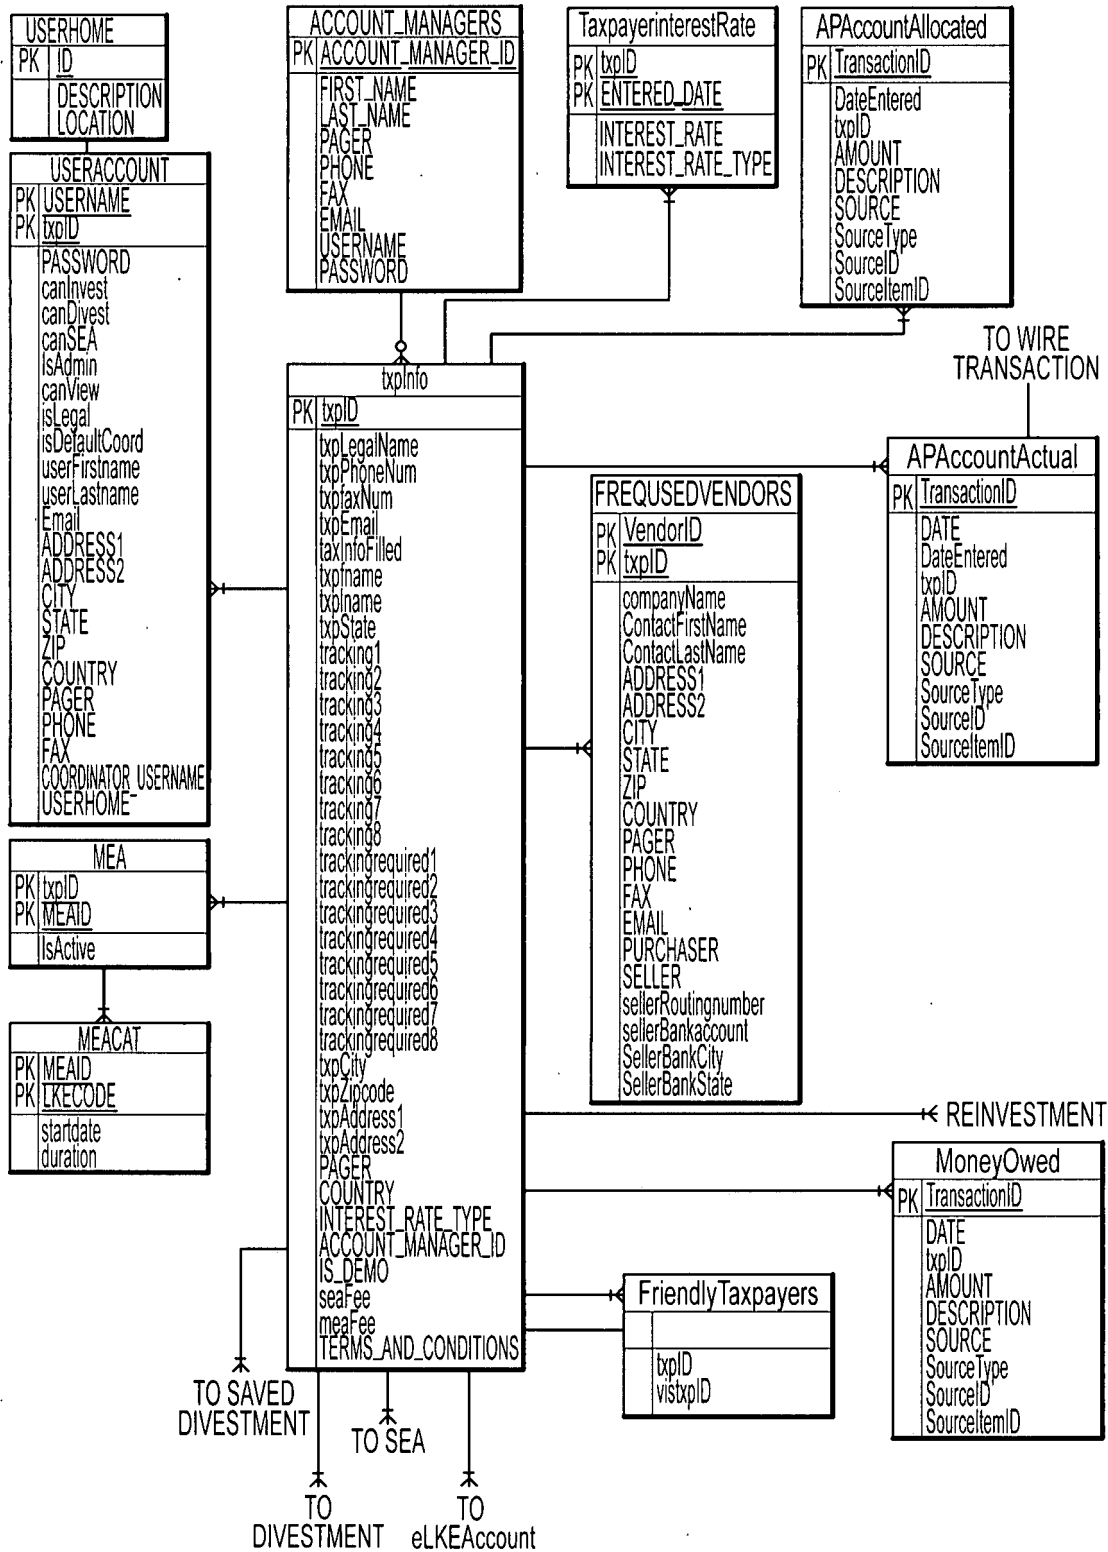 USERHOME
PK ID
DESCRIPTION
LOCATION
USERACCOUNT
PK USERNAME
PK txpID
PASSWORD
canInvest
canDivest
canSEA
IsAdmin
canView
isLegal
isDefaultCoord
userFirstname
userLastname
Email
ADDRESS1
ADDRESS2
CITY
STATE
ZIP
COUNTRY
PAGER
PHONE
FAX
COORDINATOR_USERNAME
USERHOME
MEA
PK txpID
PK MEAID
IsActive
MEACAT
PK MEAID
PK LKECODE
startdate
duration
ACCOUNT_MANAGERS
PK ACCOUNT_MANAGER_ID
FIRST_NAME
LAST_NAME
PAGER
PHONE
FAX
EMAIL
USERNAME
PASSWORD
txpInfo
PK txpID
txpLegalName
txpPhoneNum
txpfaxNum
txpEmail
taxInfoFilled
txpfname
txplname
txpState
tracking1
tracking2
tracking3
tracking4
tracking5
tracking6
tracking7
tracking8
trackingrequired1
trackingrequired2
trackingrequired3
trackingrequired4
trackingrequired5
trackingrequired6
trackingrequired7
trackingrequired8
txpCity
txpZipcode
txpAddress1
txpAddress2
PAGER
COUNTRY
INTEREST_RATE_TYPE
ACCOUNT_MANAGER_ID
IS_DEMO
seaFee
meaFee
TERMS_AND_CONDITIONS
TO SAVED
DIVESTMENT
TO SEA
TO
DIVESTMENT
TO
eLKEAccount
TaxpayerinterestRate
PK txpID
PK ENTERED_DATE
INTEREST_RATE
INTEREST_RATE_TYPE
APAccountAllocated
PK TransactionID
DateEntered
txpID
AMOUNT
DESCRIPTION
SOURCE
SourceType
SourceID
SourceItemID
TO WIRE
TRANSACTION
APAccountActual
PK TransactionID
DATE
DateEntered
txpID
AMOUNT
DESCRIPTION
SOURCE
SourceType
SourceID
SourceItemID
FREQUSEDVENDORS
PK VendorID
PK txpID
companyName
ContactFirstName
ContactLastName
ADDRESS1
ADDRESS2
CITY
STATE
ZIP
COUNTRY
PAGER
PHONE
FAX
EMAIL
PURCHASER
SELLER
sellerRoutingnumber
sellerBankaccount
SellerBankCity
SellerBankState
REINVESTMENT
MoneyOwed
PK TransactionID
DATE
txpID
AMOUNT
DESCRIPTION
SOURCE
SourceType
SourceID
SourceItemID
FriendlyTaxpayers
txpID
vistxpID